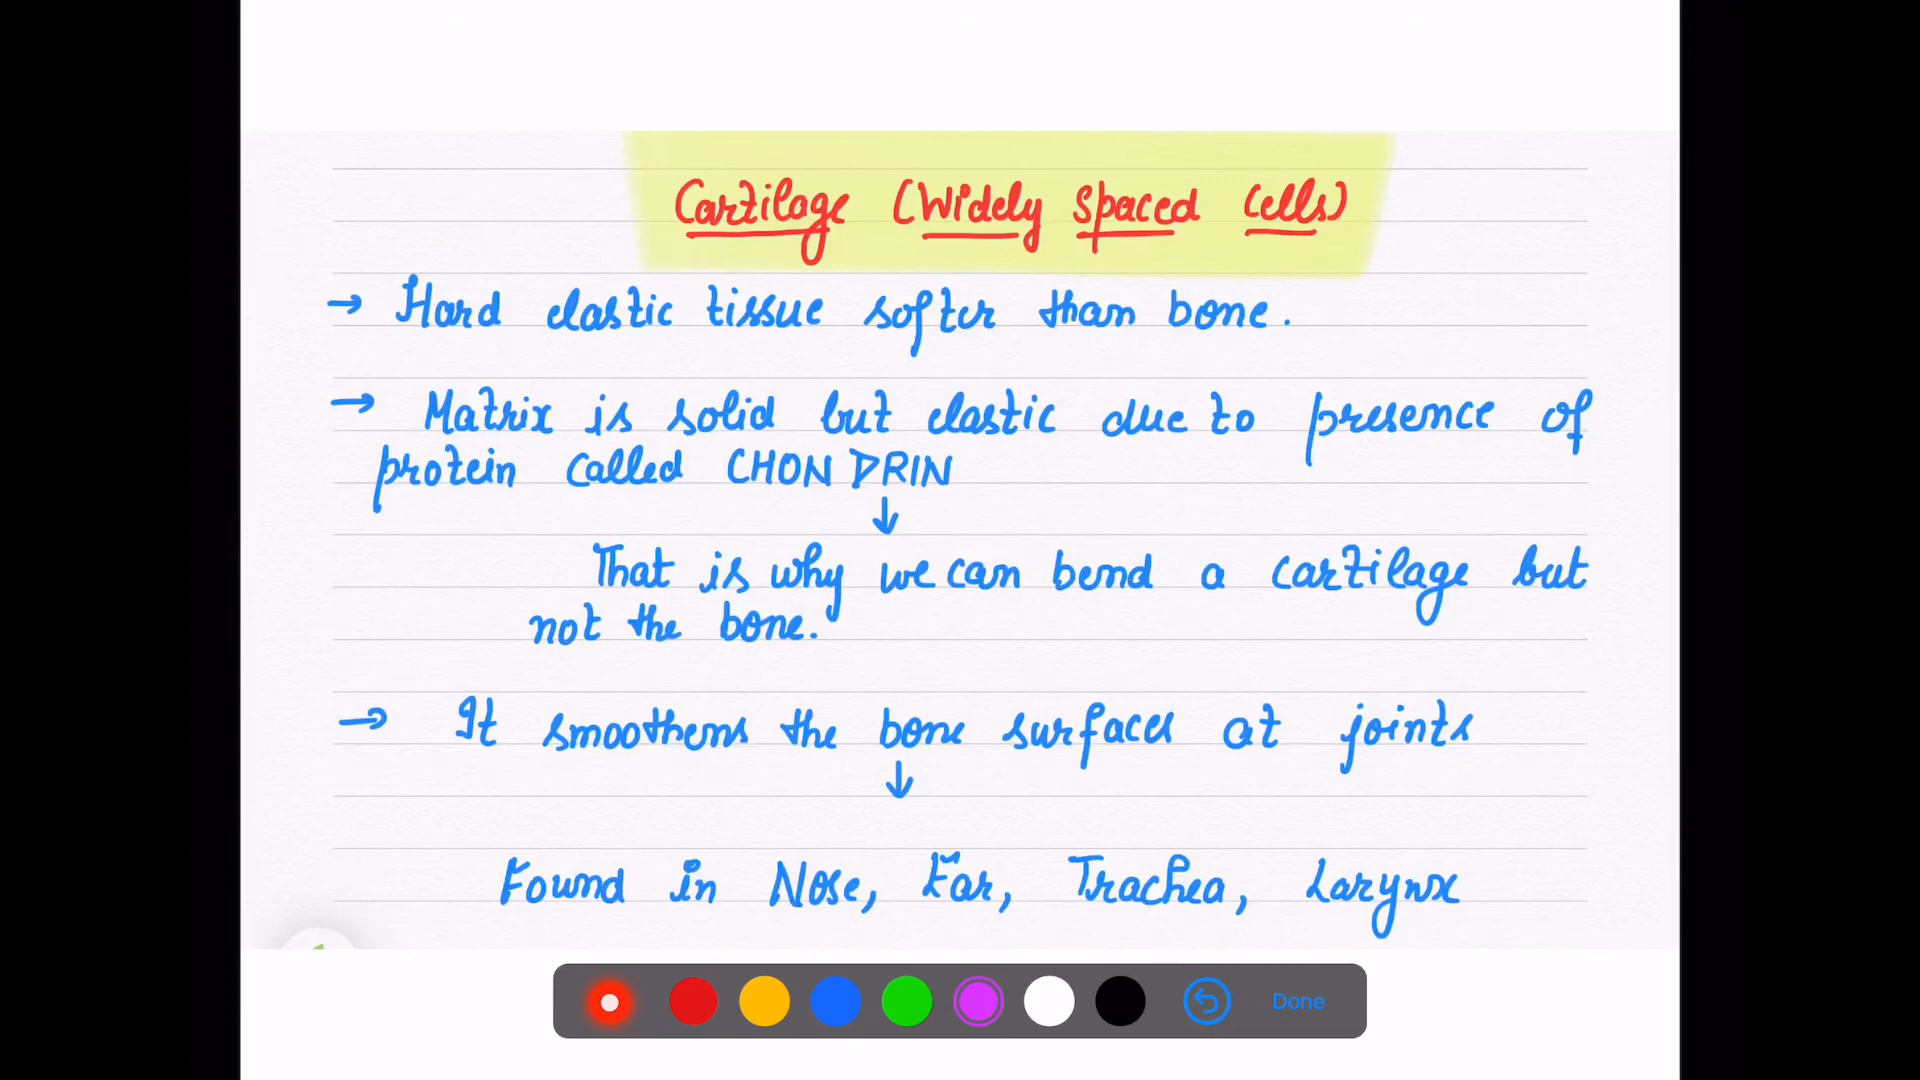 Cartilage (Widely Spaced Cells)
→ Hard elastic tissue softer than bone.
→ Matrix is solid but elastic due to presence of
protein called CHONDRIN
↓
That is why we can bend a cartilage but
not the bone.
→ It smoothens the bone surfaces at joints
↓
Found in Nose, Ear, Trachea, Larynx
Done